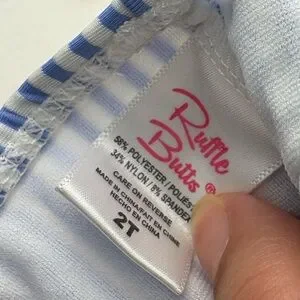 Ruffle
Butts®
58% POLYESTER / POLIES
34% NYLON / 8% SPANDEX
CARE ON REVERSE
MADE IN CHINA/FAIT EN CHINE
HECHO EN CHINA
2T